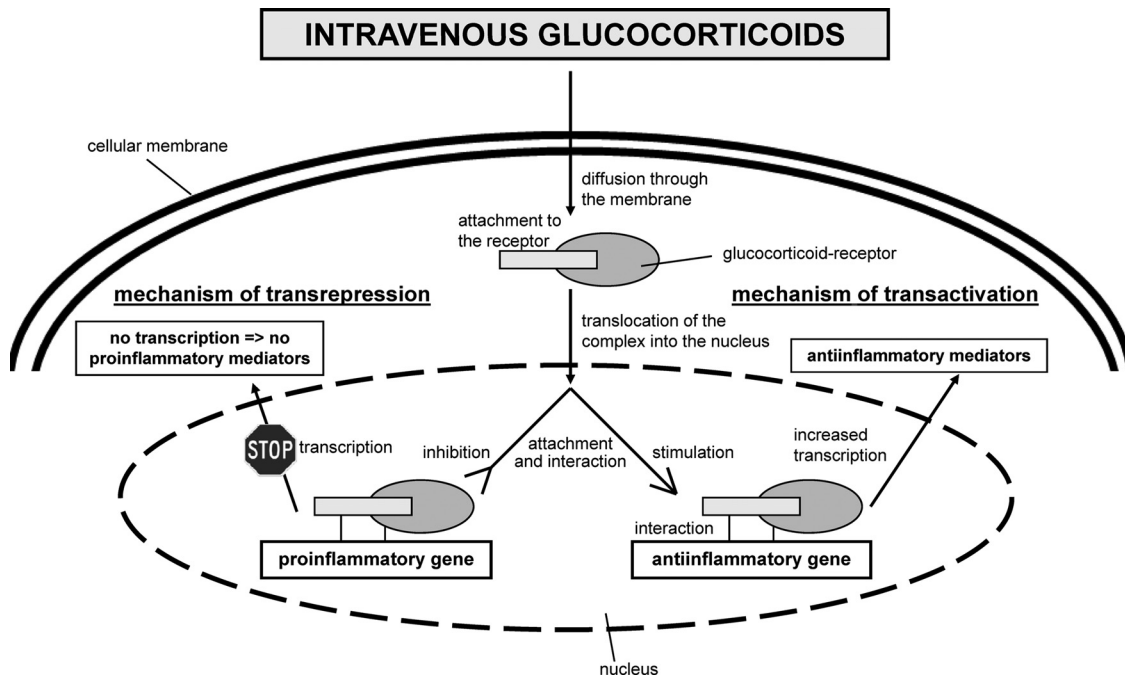 INTRAVENOUS GLUCOCORTICOIDS
cellular membrane
diffusion through
the membrane
attachment to
the receptor
glucocorticoid-receptor
mechanism of transrepression
mechanism of transactivation
no transcription => no
proinflammatory mediators
translocation of the
complex into the nucleus
antiinflammatory mediators
STOP
transcription
inhibition
attachment
and interaction
stimulation
increased
transcription
interaction
proinflammatory gene
antiinflammatory gene
nucleus